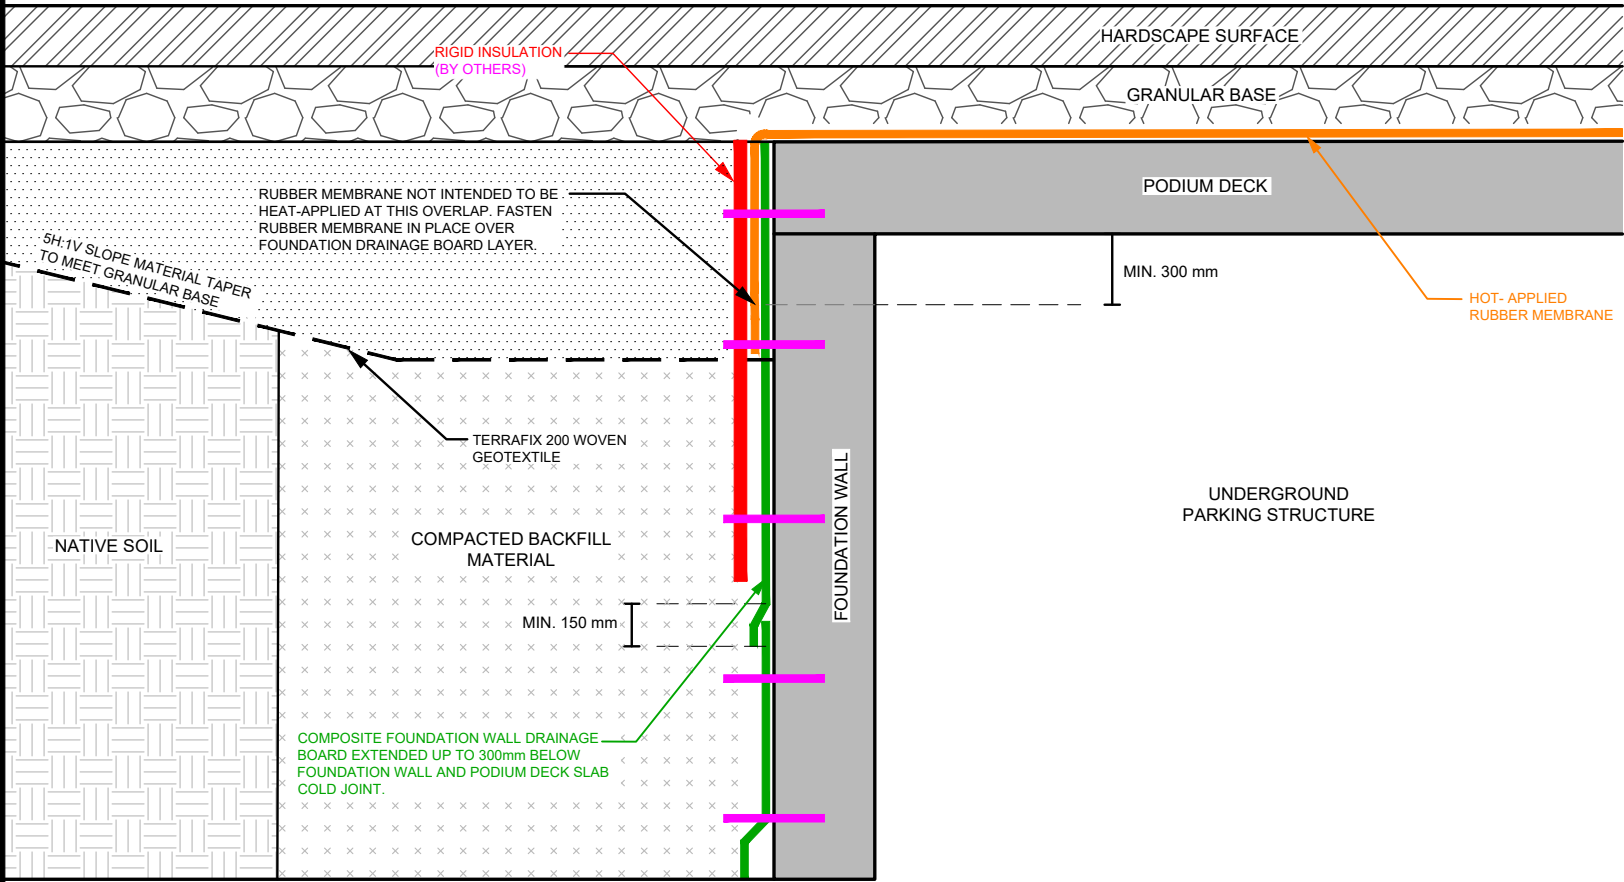 HARDSCAPE SURFACE
RIGID INSULATION
(BY OTHERS)
GRANULAR BASE
PODIUM DECK
RUBBER MEMBRANE NOT INTENDED TO BE
HEAT-APPLIED AT THIS OVERLAP. FASTEN
RUBBER MEMBRANE IN PLACE OVER
FOUNDATION DRAINAGE BOARD LAYER.
5H:1V SLOPE MATERIAL TAPER
TO MEET GRANULAR BASE
MIN. 300 mm
HOT- APPLIED
RUBBER MEMBRANE
TERRAFIX 200 WOVEN
GEOTEXTILE
FOUNDATION WALL
UNDERGROUND
PARKING STRUCTURE
NATIVE SOIL
COMPACTED BACKFILL
MATERIAL
MIN. 150 mm
COMPOSITE FOUNDATION WALL DRAINAGE
BOARD EXTENDED UP TO 300mm BELOW
FOUNDATION WALL AND PODIUM DECK SLAB
COLD JOINT.